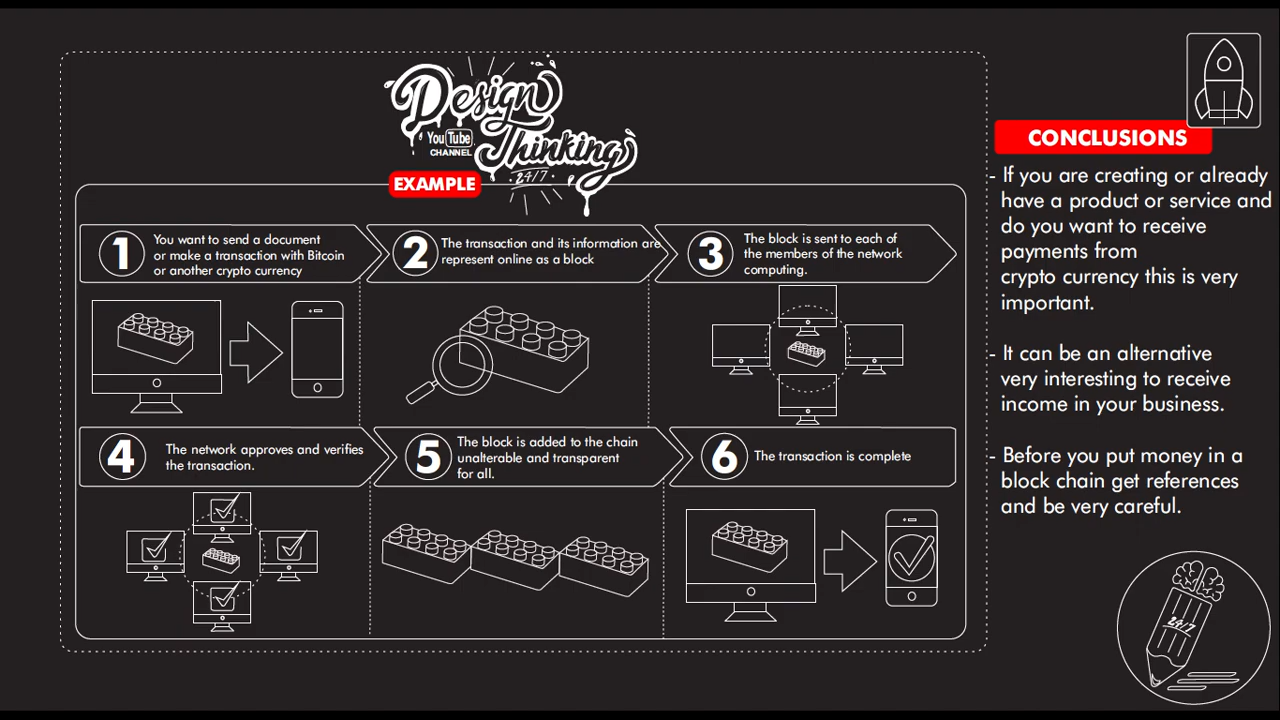 Design
You Tube
CHANNEL
Thinking
24/7
EXAMPLE
1
You want to send a document
or make a transaction with Bitcoin
or another crypto currency
2
The transaction and its information are
represent online as a block
3
The block is sent to each of
the members of the network
computing.
4
The network approves and verifies
the transaction.
5
The block is added to the chain
unalterable and transparent
for all.
6
The transaction is complete
CONCLUSIONS
- If you are creating or already
have a product or service and
do you want to receive
payments from
crypto currency this is very
important.
- It can be an alternative
very interesting to receive
income in your business.
- Before you put money in a
block chain get references
and be very careful.
24/7